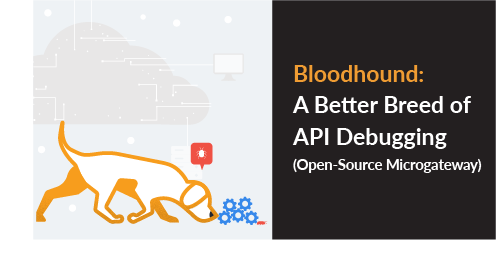 Bloodhound:
A Better Breed of
API Debugging
(Open-Source Microgateway)